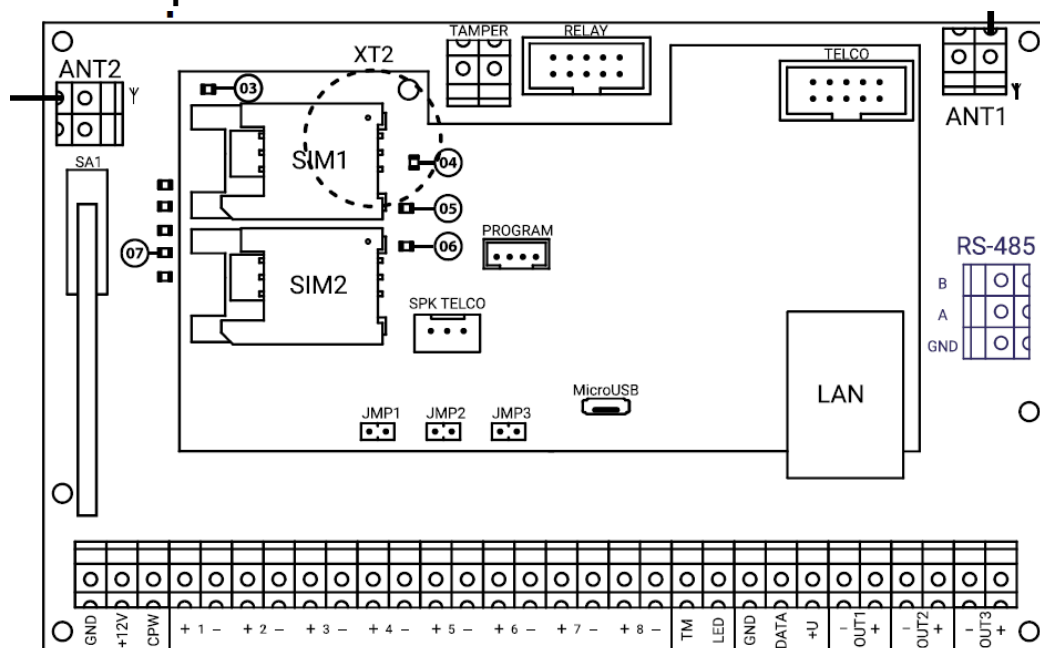 TAMPER
RELAY
XT2
TELCO
ANT2
ANT1
03
SA1
SIM1
04
05
07
06
PROGRAM
RS-485
B
SIM2
SPK TELCO
A
GND
MicroUSB
LAN
JMP1
JMP2
JMP3
GND
+12V
CPW
+ 1 –
+ 2 –
+ 3 –
+ 4 –
+ 5 –
+ 6 –
+ 7 –
+ 8 –
TM
LED
GND
DATA
+U
– OUT1 +
– OUT2 +
– OUT3 +